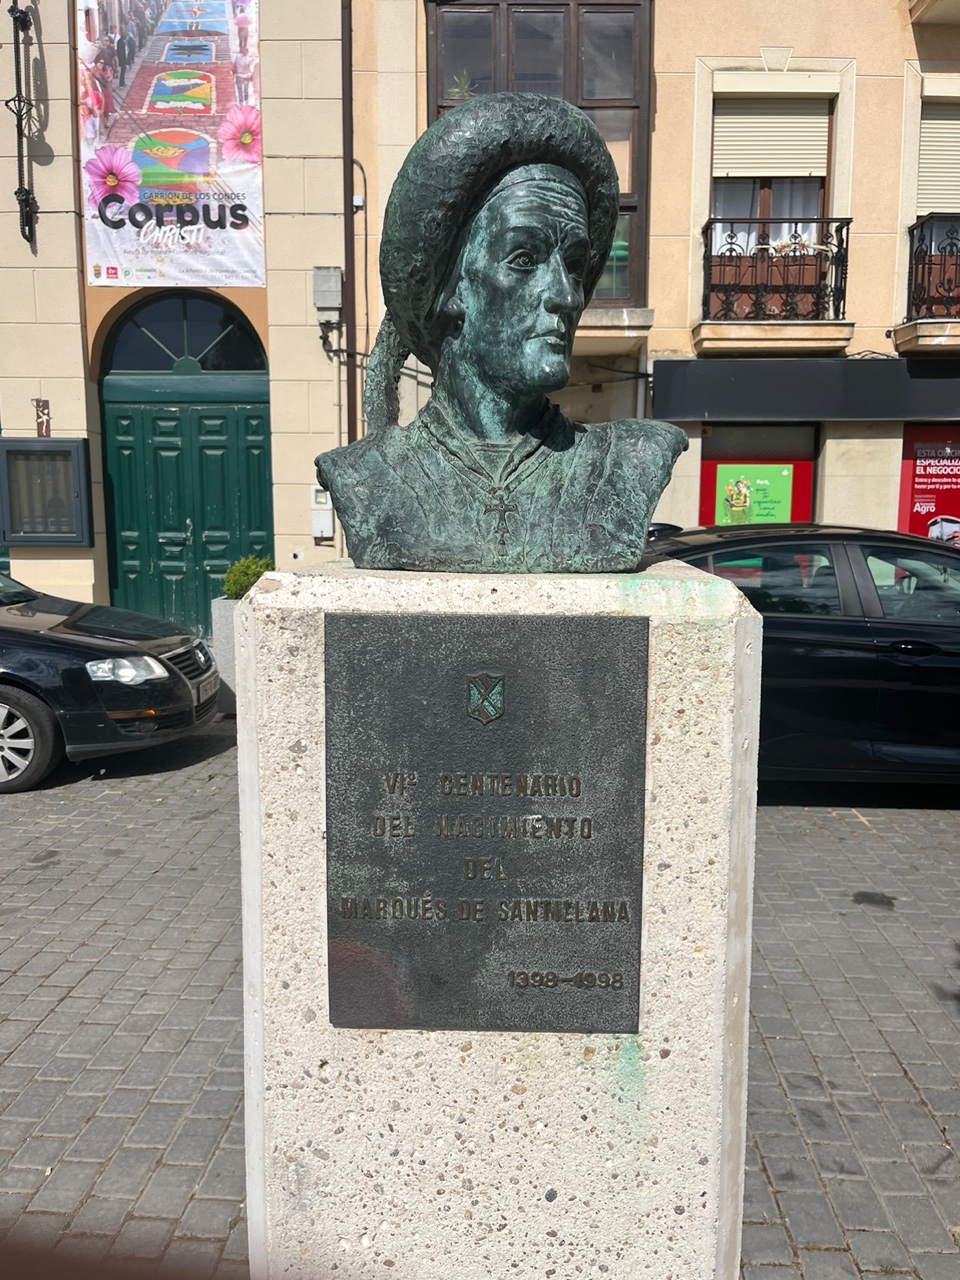 CARRIÓN DE LOS CONDES
Corpus
CHRISTI
VIº CENTENARIO
DEL NACIMIENTO
DEL
MARQUÉS DE SANTILLANA
1398-1998
ESPECIALIZA
EL NEGOCIO
Agro